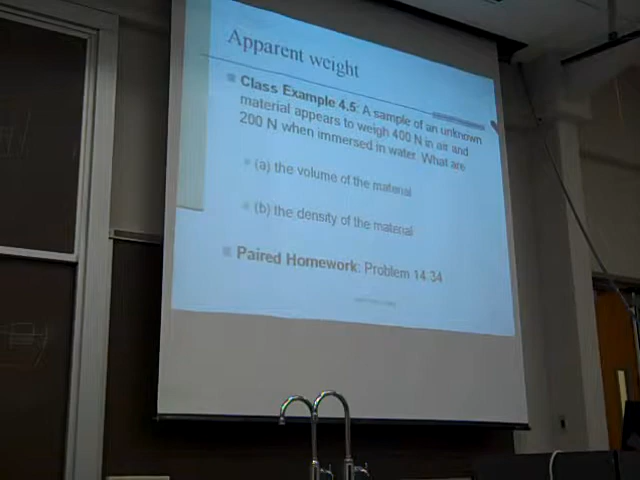 Apparent weight
Class Example 4.5: A sample of an unknown
material appears to weigh 400 N in air and
200 N when immersed in water. What are
(a) the volume of the material
(b) the density of the material
Paired Homework: Problem 14.34